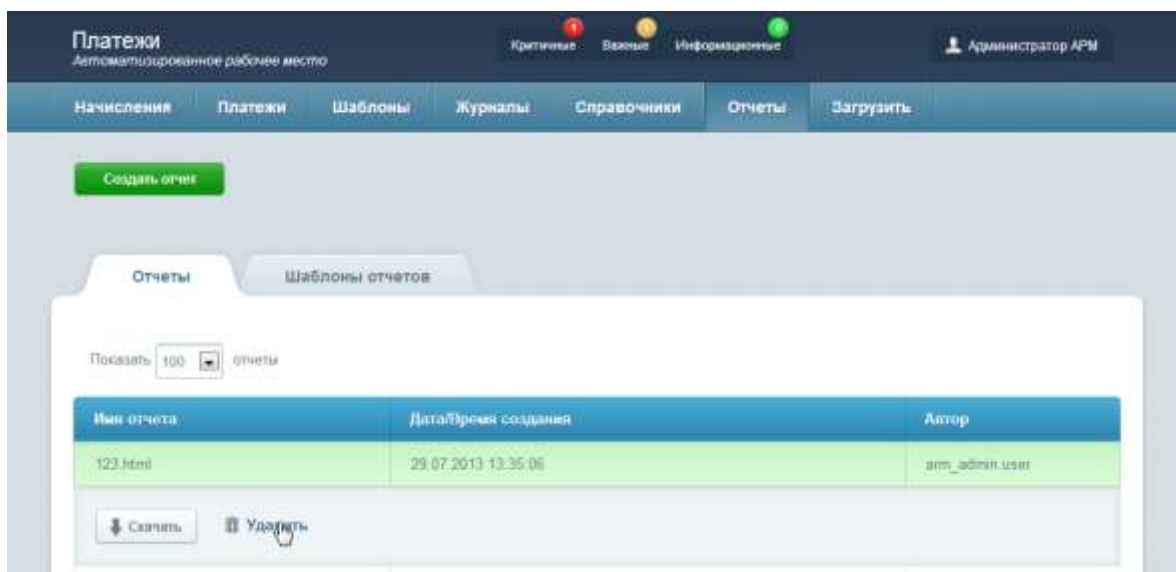 Платежи
Автоматизированное рабочее место
Критичные Важные Информационные
Администратор АРМ
Начисления Платежи Шаблоны Журналы Справочники Отчеты Загрузить
Создать отчет
Отчеты Шаблоны отчетов
Показать 100 отчеты
Имя отчета Дата/Время создания Автор
123.html 29.07.2013 13:35:06 arm_admin.user
Скачать Удалить